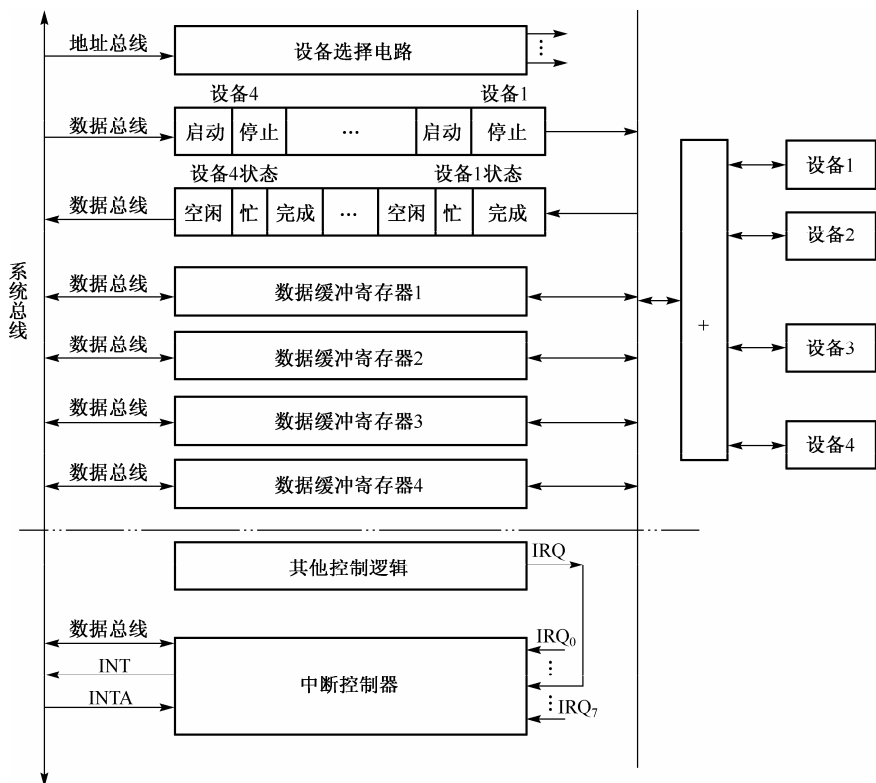 地址总线
设备选择电路
设备4
设备1
数据总线
启动 停止 … 启动 停止
设备4状态
设备1状态
数据总线
空闲 忙 完成 … 空闲 忙 完成
设备1
设备2
系统总线
数据总线
数据缓冲寄存器1
数据总线
数据缓冲寄存器2
+
设备3
数据总线
数据缓冲寄存器3
设备4
数据总线
数据缓冲寄存器4
其他控制逻辑
IRQ
数据总线
IRQ₀
INT
中断控制器
INTA
IRQ₇